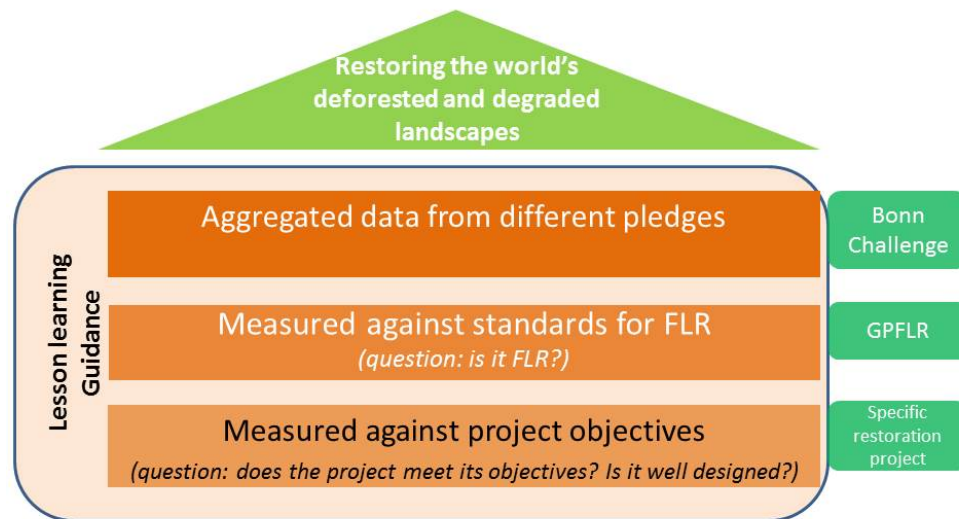 Restoring the world's
deforested and degraded
landscapes
Lesson learning
Guidance
Aggregated data from different pledges
Bonn
Challenge
Measured against standards for FLR
(question: is it FLR?)
GPFLR
Measured against project objectives
(question: does the project meet its objectives? Is it well designed?)
Specific
restoration
project